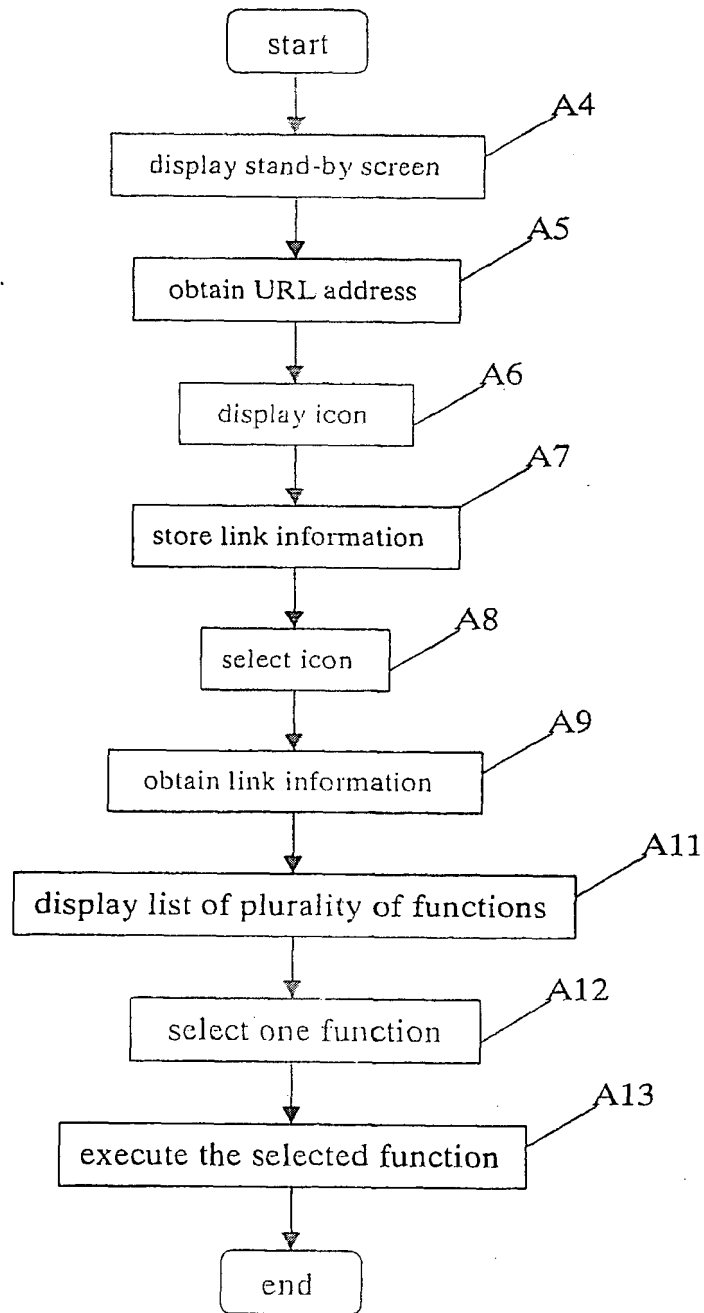 start
A4
display stand-by screen
A5
obtain URL address
A6
display icon
A7
store link information
A8
select icon
A9
obtain link information
A11
display list of plurality of functions
A12
select one function
A13
execute the selected function
end